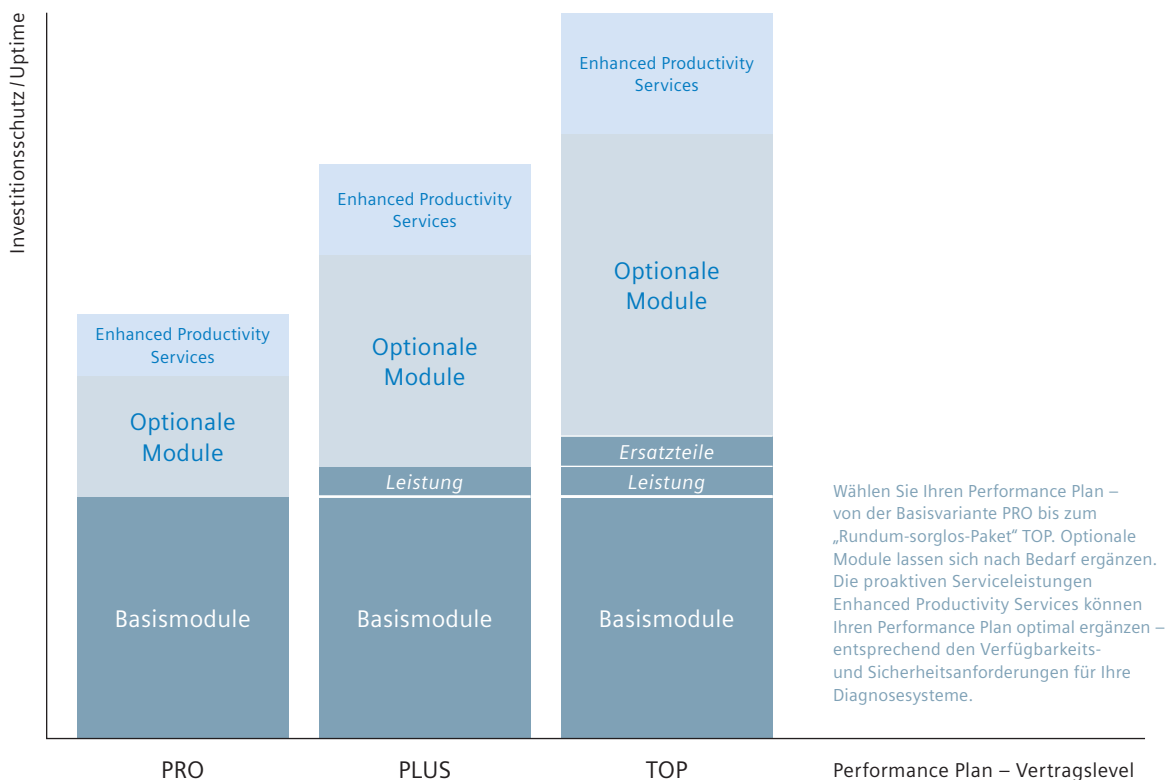 Investitionsschutz / Uptime
Enhanced Productivity
Services
Optionale
Module
Basismodule
Enhanced Productivity
Services
Optionale
Module
Leistung
Basismodule
Enhanced Productivity
Services
Optionale
Module
Ersatzteile
Leistung
Basismodule
Wählen Sie Ihren Performance Plan –
von der Basisvariante PRO bis zum
„Rundum-sorglos-Paket“ TOP. Optionale
Module lassen sich nach Bedarf ergänzen.
Die proaktiven Serviceleistungen
Enhanced Productivity Services können
Ihren Performance Plan optimal ergänzen –
entsprechend den Verfügbarkeits-
und Sicherheitsanforderungen für Ihre
Diagnosesysteme.
PRO
PLUS
TOP
Performance Plan – Vertragslevel